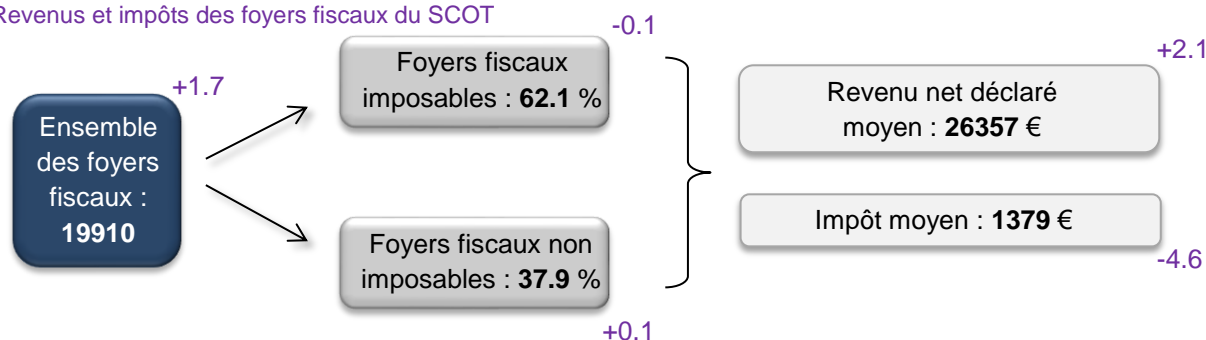 Revenus et impôts des foyers fiscaux du SCOT
+1.7
Ensemble
des foyers
fiscaux :
19910
-0.1
Foyers fiscaux
imposables : 62.1 %
Foyers fiscaux non
imposables : 37.9 %
+0.1
+2.1
Revenu net déclaré
moyen : 26357 €
Impôt moyen : 1379 €
-4.6